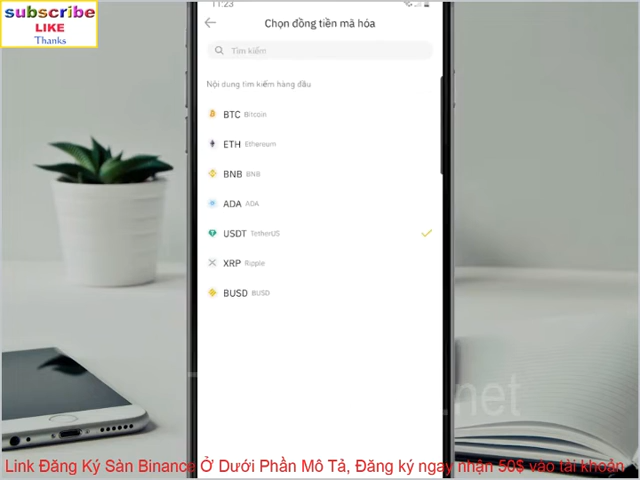 subscribe
LIKE
Thanks
11:23
Chọn đồng tiền mã hóa
Tìm kiếm
Nội dung tìm kiếm hàng đầu
BTC Bitcoin
ETH Ethereum
BNB BNB
ADA ADA
USDT TetherUS
XRP Ripple
BUSD BUSD
.net
Link Đăng Ký Sàn Binance Ở Dưới Phần Mô Tả, Đăng ký ngay nhận 50$ vào tài khoản